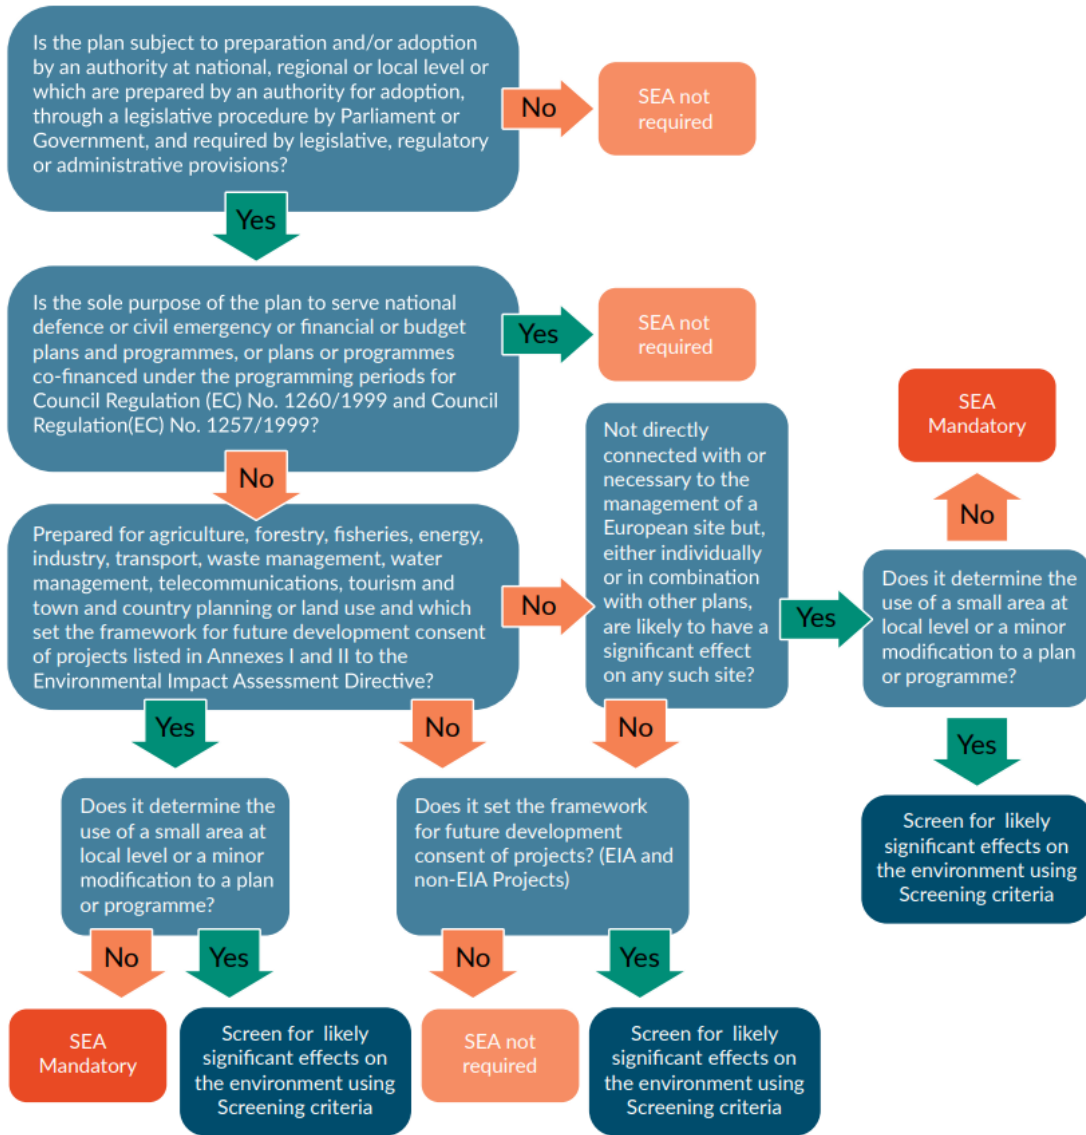 Is the plan subject to preparation and/or adoption
by an authority at national, regional or local level or
which are prepared by an authority for adoption,
through a legislative procedure by Parliament or
Government, and required by legislative, regulatory
or administrative provisions?
No
SEA not
required
Yes
Is the sole purpose of the plan to serve national
defence or civil emergency or financial or budget
plans and programmes, or plans or programmes
co-financed under the programming periods for
Council Regulation (EC) No. 1260/1999 and Council
Regulation(EC) No. 1257/1999?
Yes
SEA not
required
No
Prepared for agriculture, forestry, fisheries, energy,
industry, transport, waste management, water
management, telecommunications, tourism and
town and country planning or land use and which
set the framework for future development consent
of projects listed in Annexes I and II to the
Environmental Impact Assessment Directive?
No
Not directly
connected with or
necessary to the
management of a
European site but,
either individually
or in combination
with other plans,
are likely to have a
significant effect
on any such site?
Yes
Does it determine the
use of a small area at
local level or a minor
modification to a plan
or programme?
No
SEA
Mandatory
Yes
Screen for likely
significant effects on
the environment using
Screening criteria
Yes
No
No
Does it determine the
use of a small area at
local level or a minor
modification to a plan
or programme?
Does it set the framework
for future development
consent of projects? (EIA and
non-EIA Projects)
No
Yes
No
Yes
SEA
Mandatory
Screen for likely
significant effects on
the environment using
Screening criteria
SEA not
required
Screen for likely
significant effects on
the environment using
Screening criteria